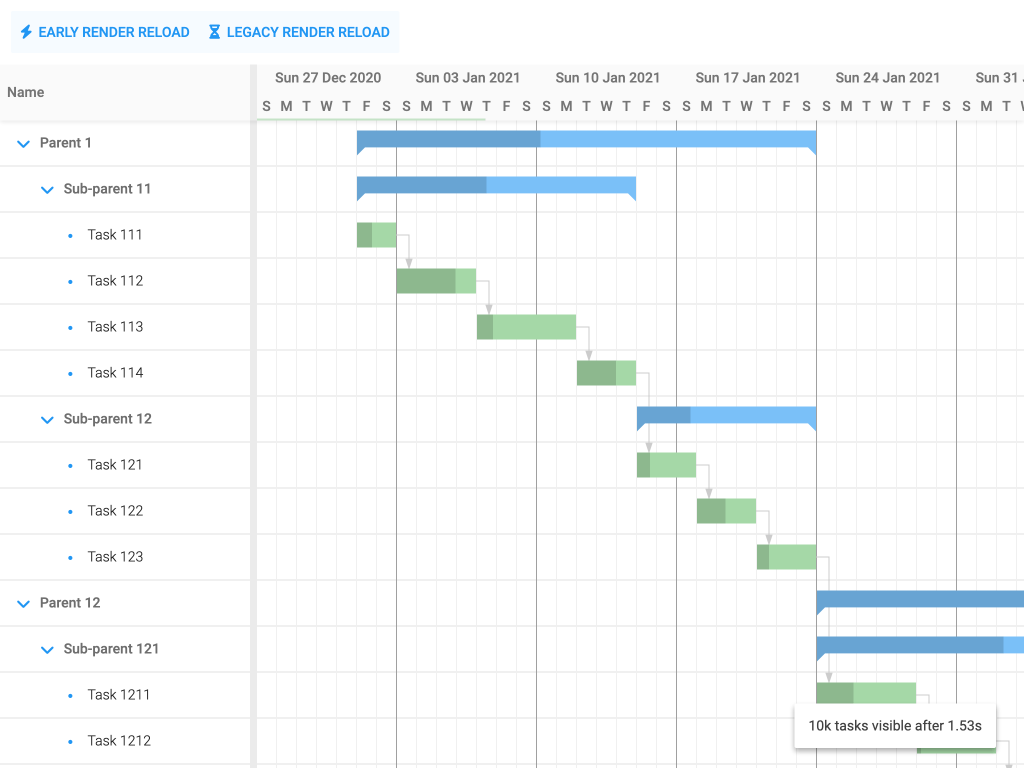 EARLY RENDER RELOAD LEGACY RENDER RELOAD
Name
Sun 27 Dec 2020 Sun 03 Jan 2021 Sun 10 Jan 2021 Sun 17 Jan 2021 Sun 24 Jan 2021 Sun 31
S M T W T F S S M T W T F S S M T W T F S S M T W T F S S M T W T F S S M T
Parent 1
Sub-parent 11
Task 111
Task 112
Task 113
Task 114
Sub-parent 12
Task 121
Task 122
Task 123
Parent 12
Sub-parent 121
Task 1211
10k tasks visible after 1.53s
Task 1212